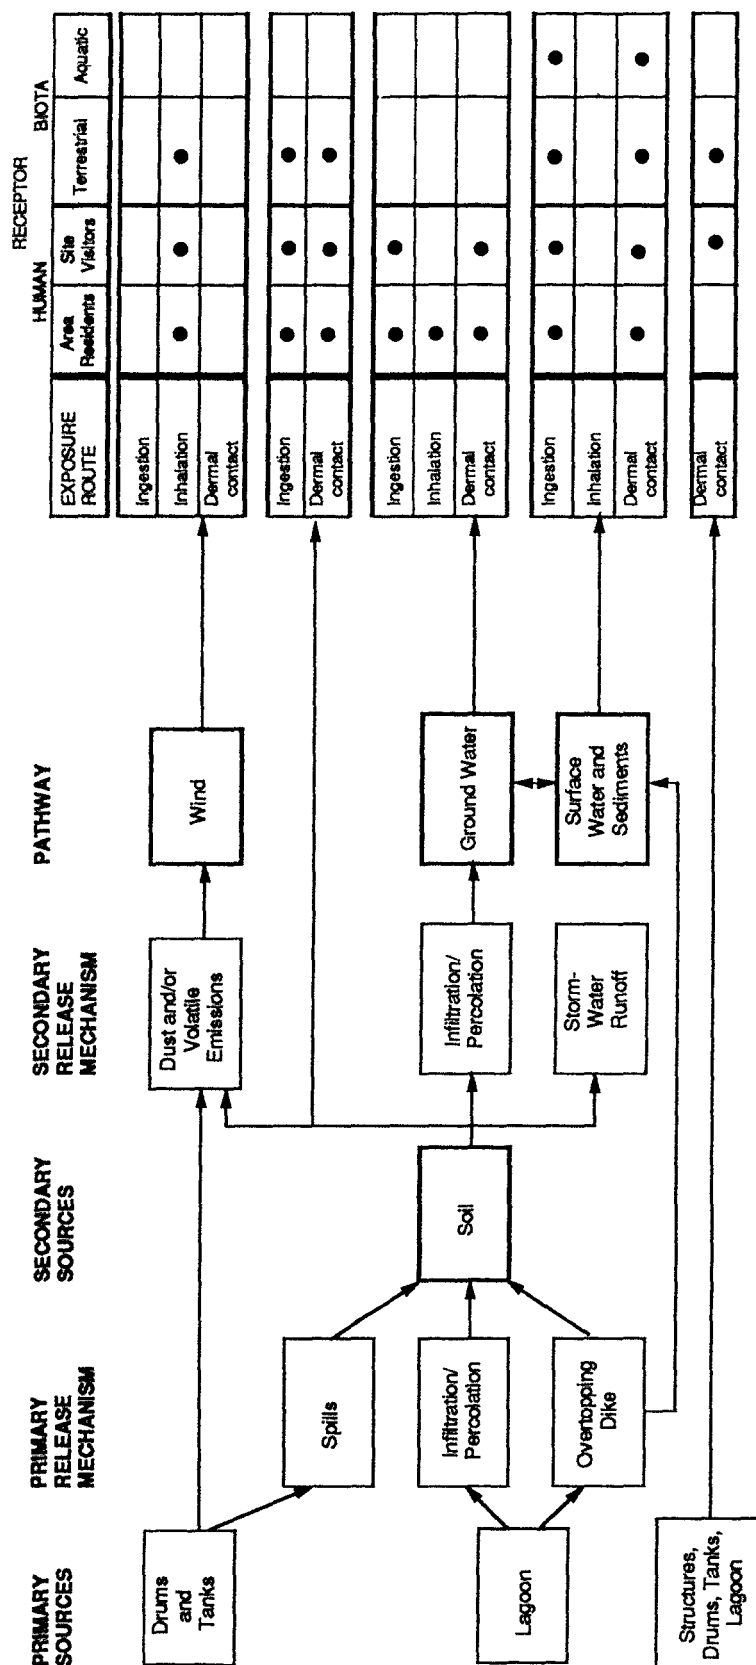 PRIMARY
SOURCES
PRIMARY
RELEASE
MECHANISM
SECONDARY
SOURCES
SECONDARY
RELEASE
MECHANISM
PATHWAY
RECEPTOR
HUMAN
BIOTA
EXPOSURE
ROUTE
Area
Residents
Site
Visitors
Terrestrial
Aquatic
Drums
and
Tanks
Spills
Dust and/or
Volatile
Emissions
Wind
Ingestion
Inhalation
Dermal
contact
Ingestion
Dermal
contact
Lagoon
Infiltration/
Percolation
Overtopping
Dike
Soil
Infiltration/
Percolation
Storm-
Water
Runoff
Ground Water
Surface
Water and
Sediments
Ingestion
Inhalation
Dermal
contact
Ingestion
Inhalation
Dermal
contact
Structures,
Drums, Tanks,
Lagoon
Dermal
contact